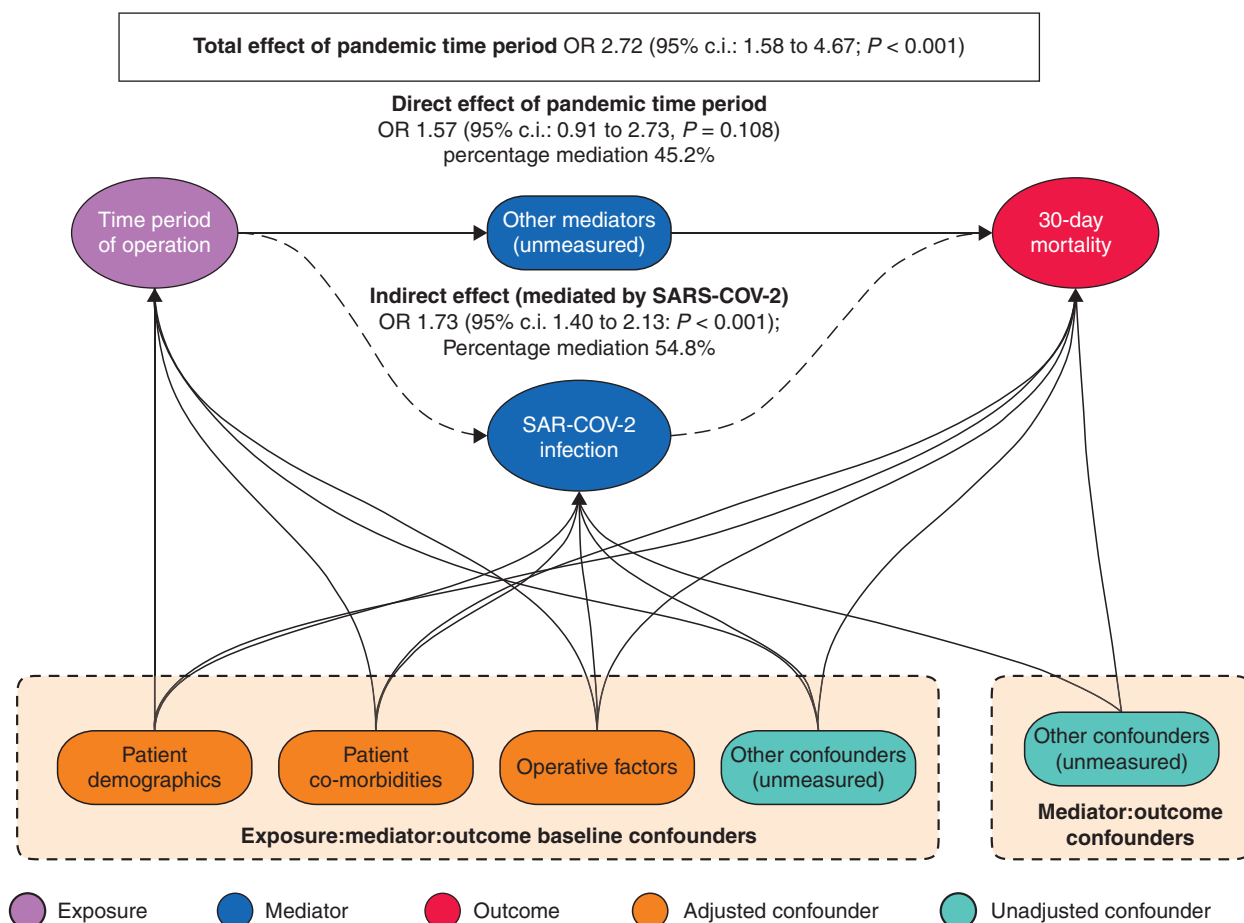 Total effect of pandemic time period OR 2.72 (95% c.i.: 1.58 to 4.67; P < 0.001)
Direct effect of pandemic time period
OR 1.57 (95% c.i.: 0.91 to 2.73, P = 0.108)
percentage mediation 45.2%
Time period
of operation
Other mediators
(unmeasured)
30-day
mortality
Indirect effect (mediated by SARS-COV-2)
OR 1.73 (95% c.i. 1.40 to 2.13: P < 0.001);
Percentage mediation 54.8%
SAR-COV-2
infection
Patient
demographics
Patient
co-morbidities
Operative factors
Other confounders
(unmeasured)
Exposure:mediator:outcome baseline confounders
Other confounders
(unmeasured)
Mediator:outcome
confounders
Exposure
Mediator
Outcome
Adjusted confounder
Unadjusted confounder